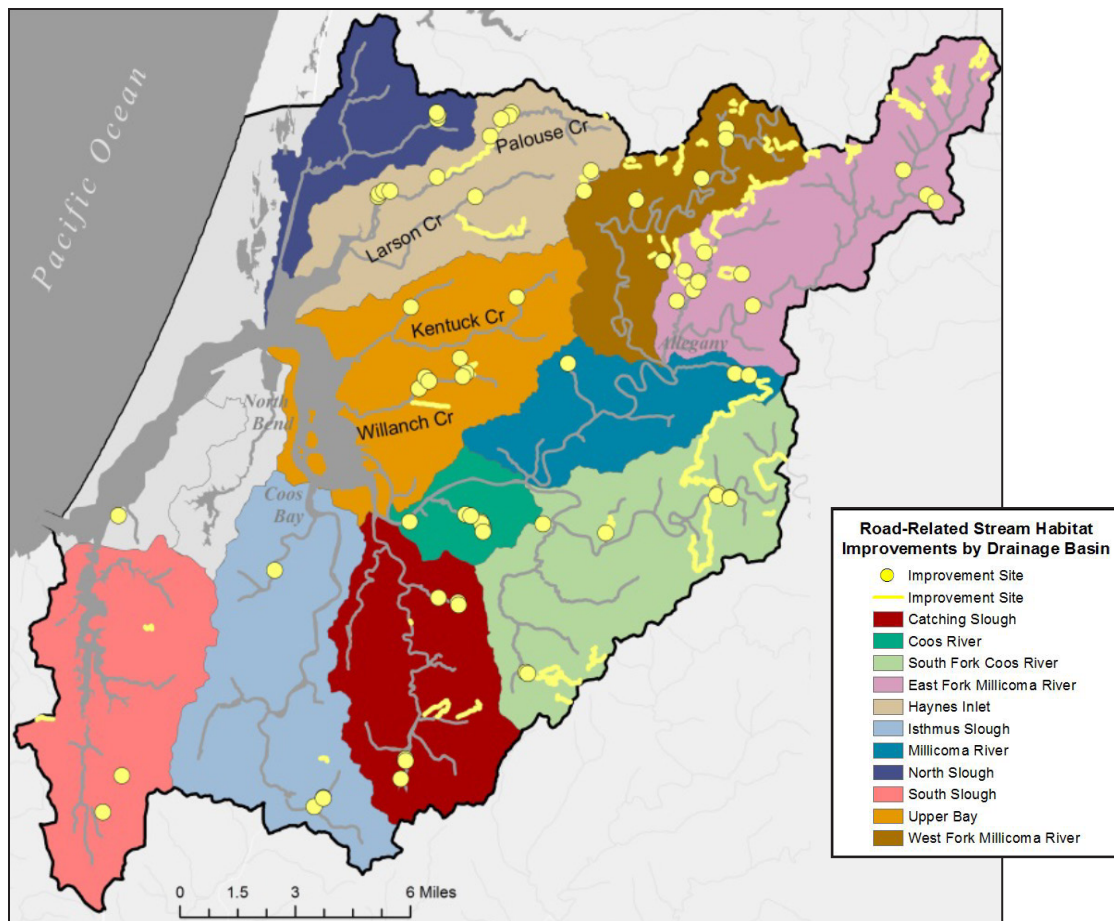 Pacific Ocean
Palouse Cr
Larson Cr
Kentuck Cr
Allegany
North
Bend
Willanch Cr
Coos
Bay
Road-Related Stream Habitat
Improvements by Drainage Basin
Improvement Site
Improvement Site
Catching Slough
Coos River
South Fork Coos River
East Fork Millicoma River
Haynes Inlet
Isthmus Slough
Millicoma River
North Slough
South Slough
Upper Bay
West Fork Millicoma River
0 1.5 3 6 Miles